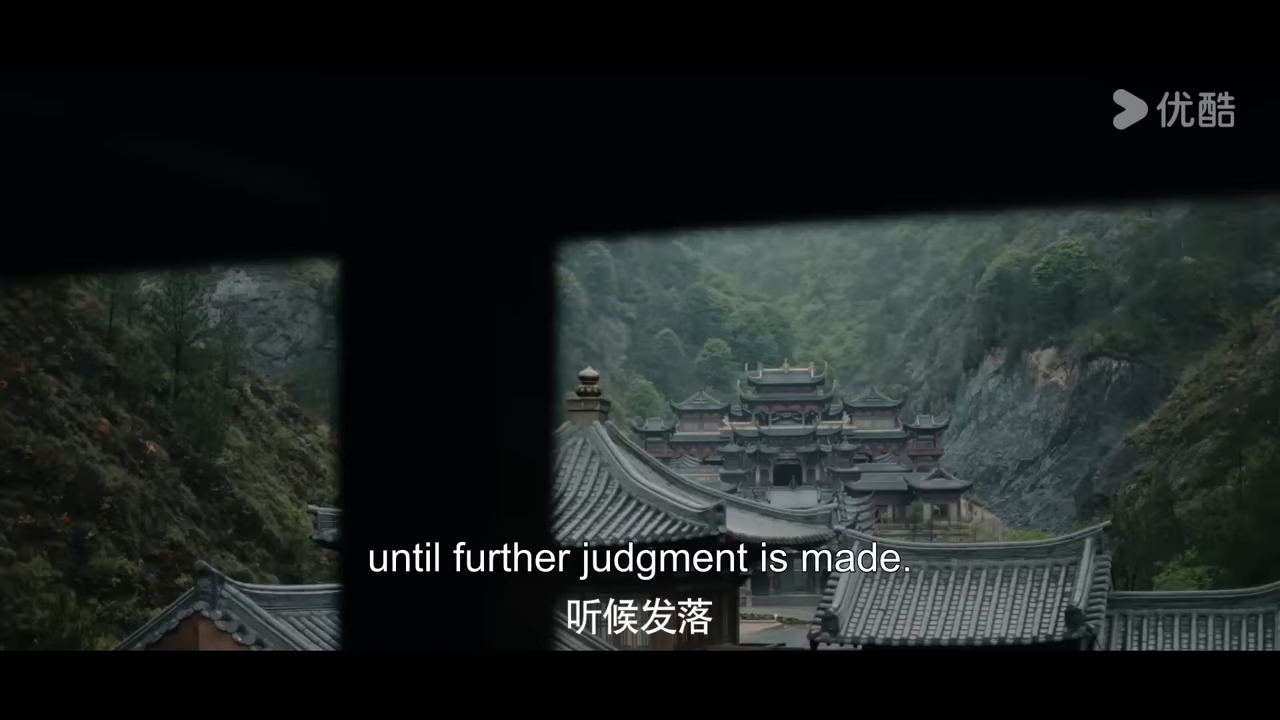 优酷
until further judgment is made.
听候发落